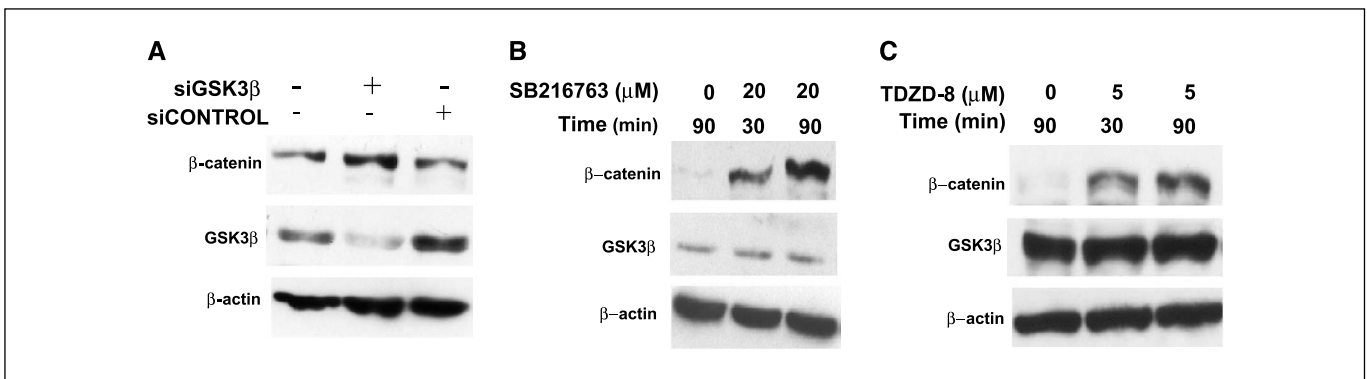 A
siGSK3β - + -
siCONTROL - - +
β-catenin
GSK3β
β-actin
B
SB216763 (μM) 0 20 20
Time (min) 90 30 90
β–catenin
GSK3β
β–actin
C
TDZD-8 (μM) 0 5 5
Time (min) 90 30 90
β–catenin
GSK3β
β–actin